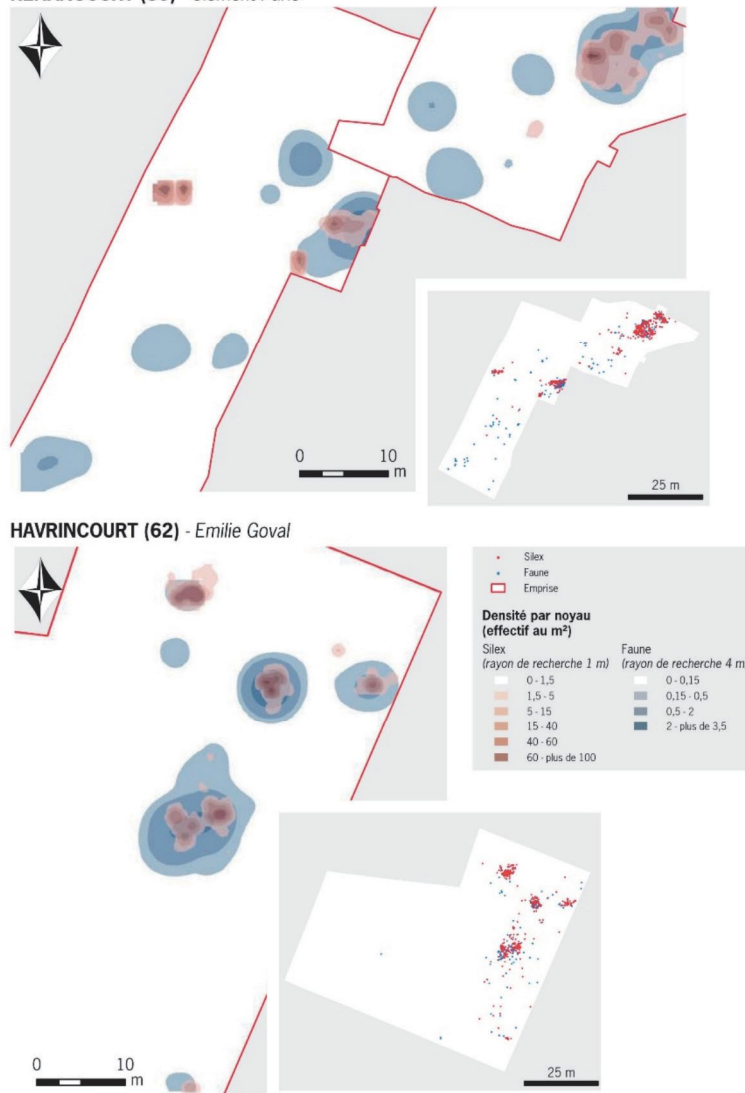 0 10
m
25 m
HAVRINCOURT (62) - Emilie Goval
Silex
Faune
Emprise
Densité par noyau
(effectif au m²)
Silex
(rayon de recherche 1 m)
0 - 1,5
1,5 - 5
5 - 15
15 - 40
40 - 60
60 - plus de 100
Faune
(rayon de recherche 4 m
0 - 0,15
0,15 - 0,5
0,5 - 2
2 - plus de 3,5
0 10
m
25 m